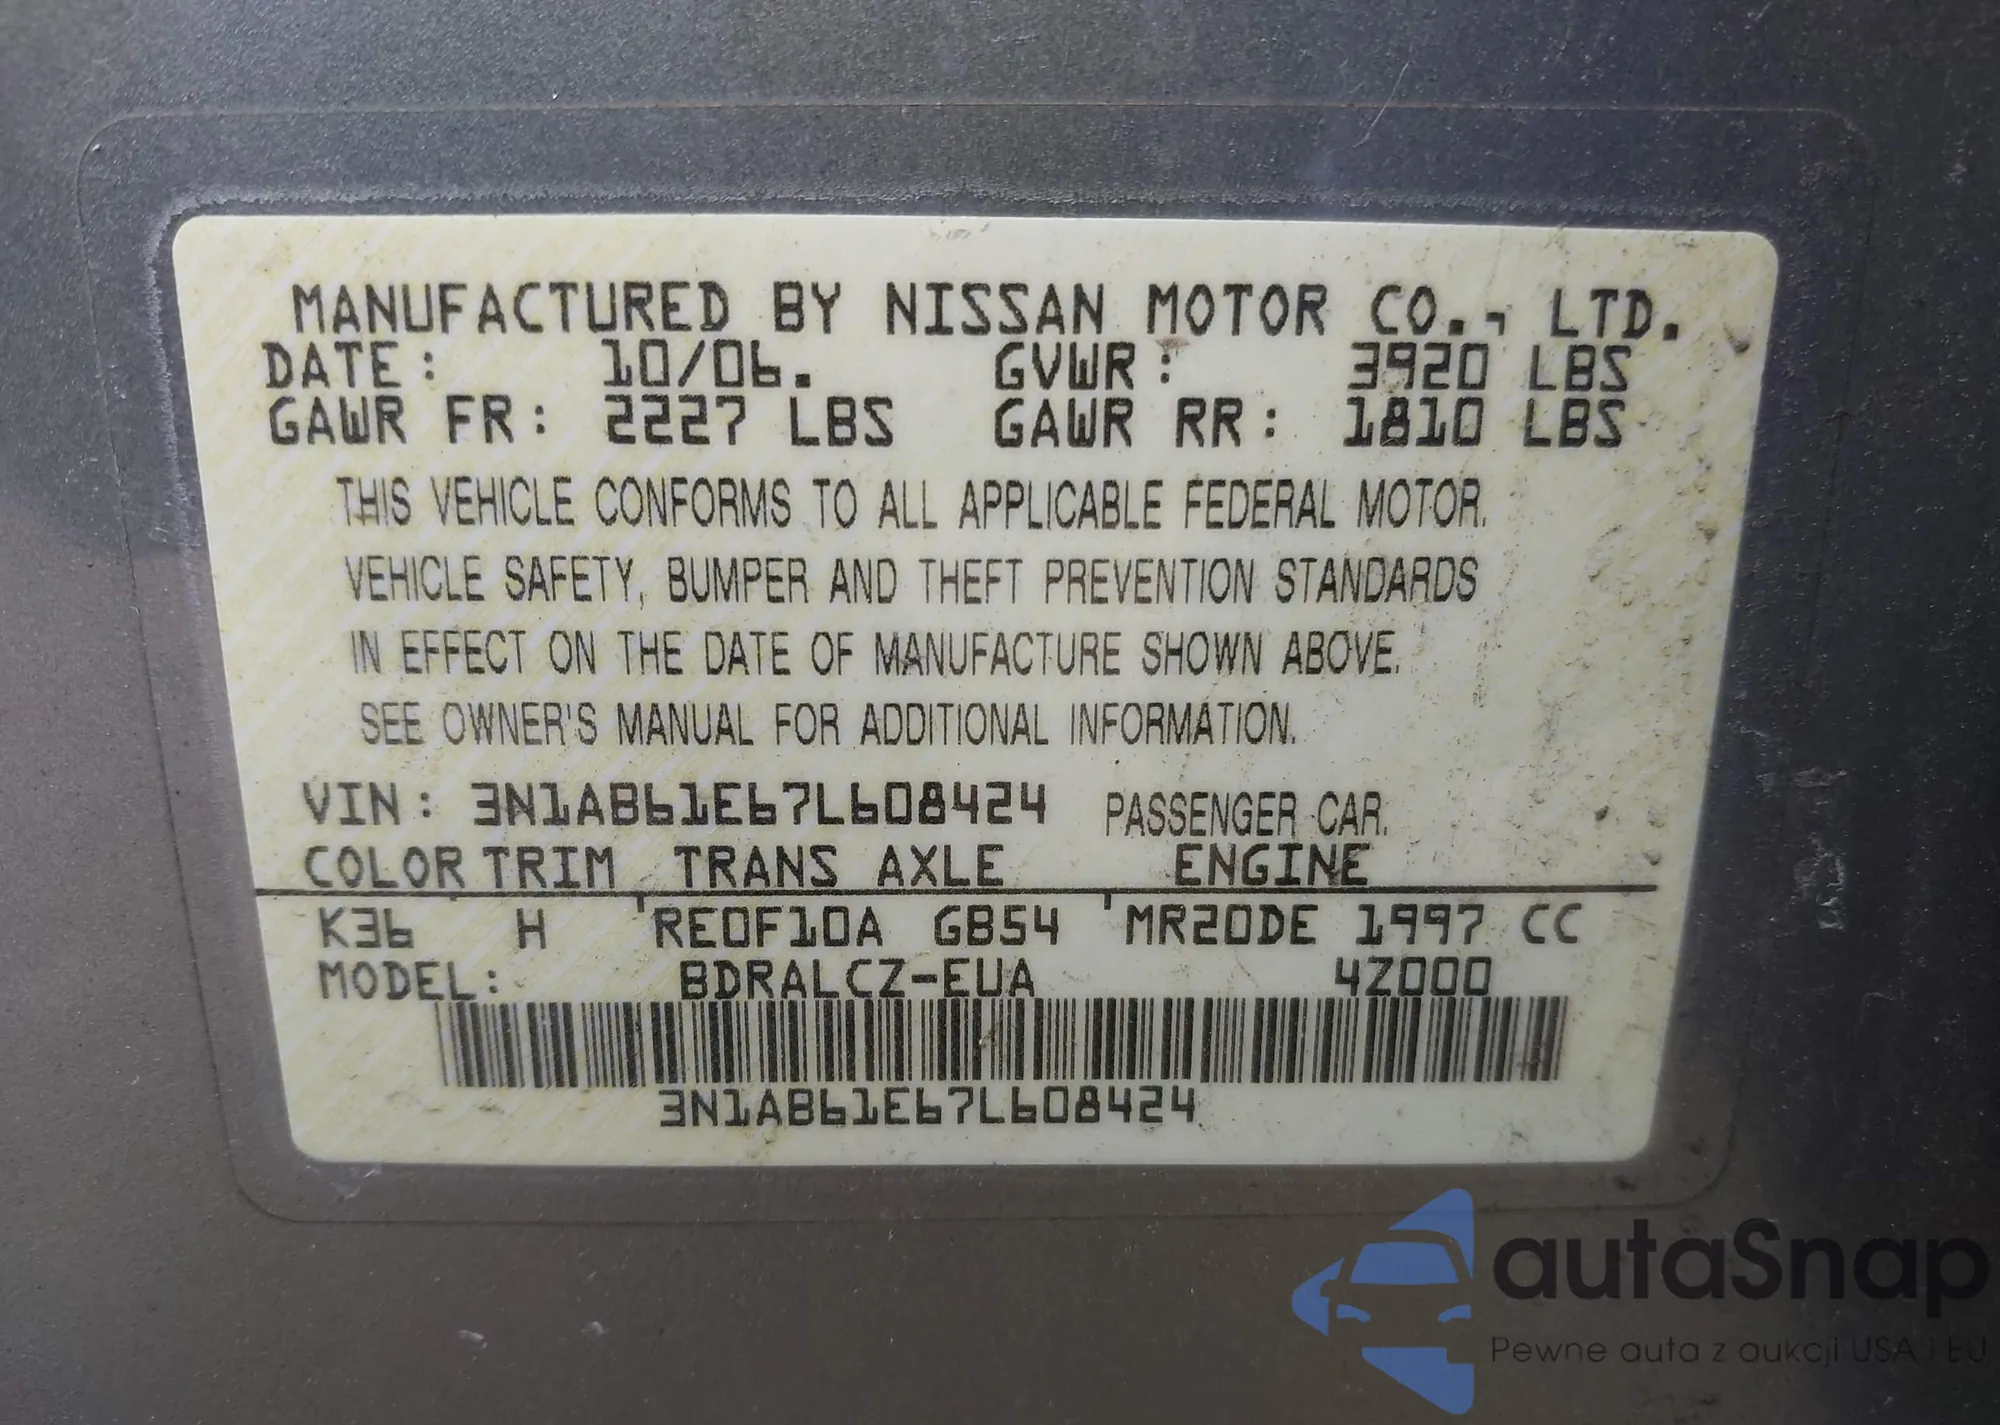 MANUFACTURED BY NISSAN MOTOR CO., LTD.
DATE: 10/06. GVWR: 3920 LBS
GAWR FR: 2227 LBS GAWR RR: 1810 LBS
THIS VEHICLE CONFORMS TO ALL APPLICABLE FEDERAL MOTOR.
VEHICLE SAFETY, BUMPER AND THEFT PREVENTION STANDARDS
IN EFFECT ON THE DATE OF MANUFACTURE SHOWN ABOVE.
SEE OWNER'S MANUAL FOR ADDITIONAL INFORMATION.
VIN: 3N1AB61E67L608424 PASSENGER CAR.
COLOR TRIM TRANS AXLE ENGINE
K36 H RE0F10A GB54 MR20DE 1997 CC
MODEL: BDRALCZ-EUA 4Z000
3N1AB61E67L608424
autaSnap
Pewne auta z aukcji USA i EU